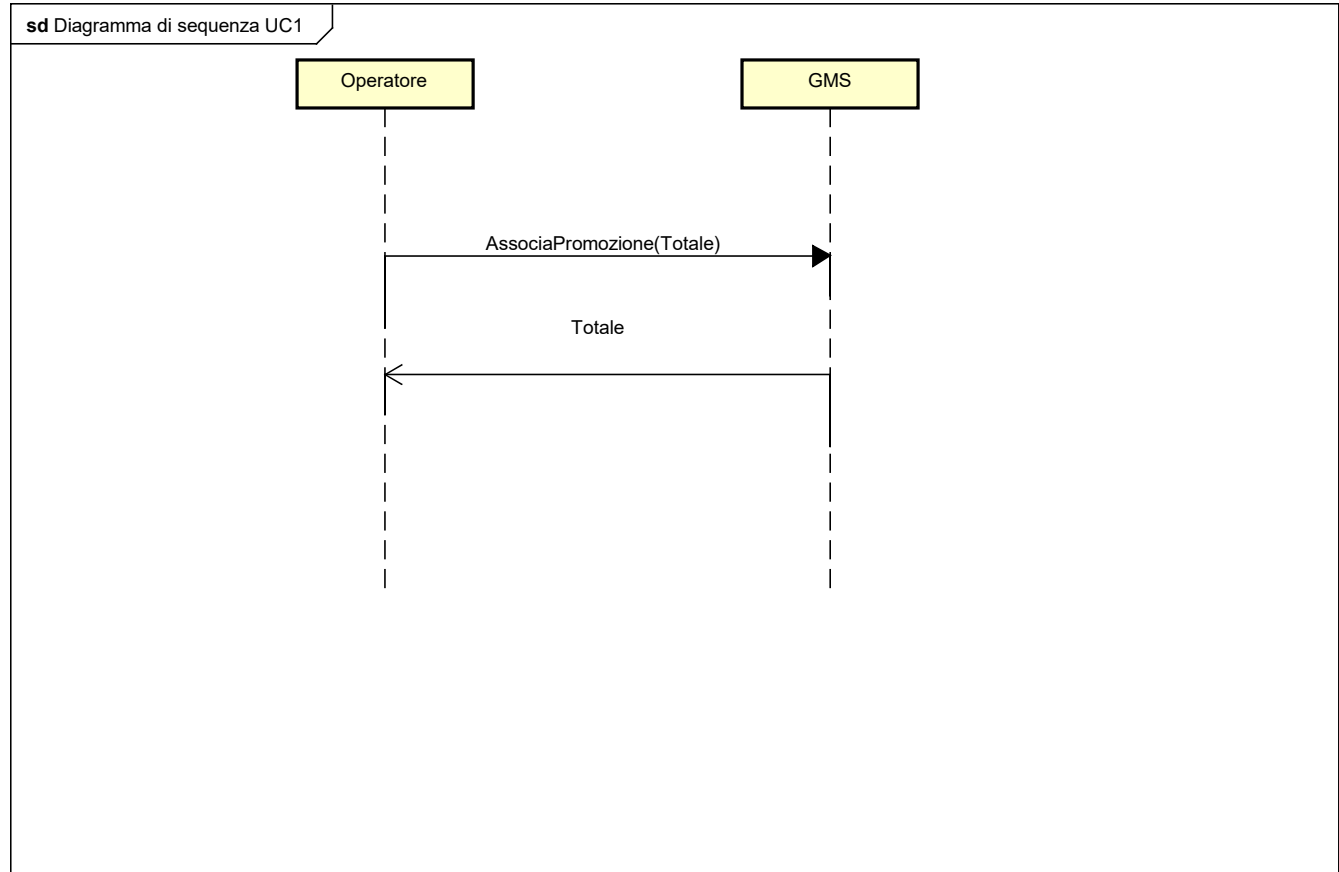 sd Diagramma di sequenza UC1
Operatore
GMS
AssociaPromozione(Totale)
Totale